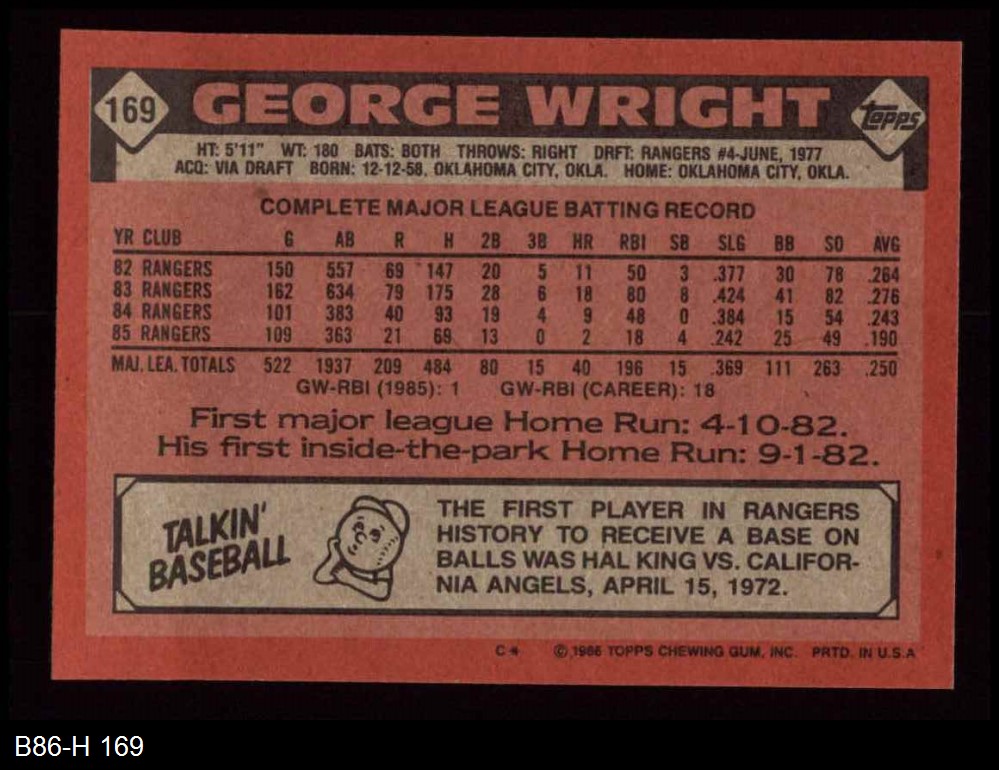 169 GEORGE WRIGHT Topps
HT: 5'11" WT: 180 BATS: BOTH THROWS: RIGHT DRFT: RANGERS #4-JUNE, 1977
ACQ: VIA DRAFT BORN: 12-12-58, OKLAHOMA CITY, OKLA. HOME: OKLAHOMA CITY, OKLA.
COMPLETE MAJOR LEAGUE BATTING RECORD
YR CLUB G AB R H 2B 3B HR RBI SB SLG BB SO AVG
82 RANGERS 150 557 69 147 20 5 11 50 3 .377 30 78 .264
83 RANGERS 162 634 79 175 28 6 18 80 8 .424 41 82 .276
84 RANGERS 101 383 40 93 19 4 9 48 0 .384 15 54 .243
85 RANGERS 109 363 21 69 13 0 2 18 4 .242 25 49 .190
MAJ. LEA. TOTALS 522 1937 209 484 80 15 40 196 15 .369 111 263 .250
GW-RBI (1985): 1 GW-RBI (CAREER): 18
First major league Home Run: 4-10-82.
His first inside-the-park Home Run: 9-1-82.
TALKIN'
BASEBALL
THE FIRST PLAYER IN RANGERS
HISTORY TO RECEIVE A BASE ON
BALLS WAS HAL KING VS. CALIFOR-
NIA ANGELS, APRIL 15, 1972.
C* © 1986 TOPPS CHEWING GUM, INC. PRTD. IN U.S.A
B86-H 169